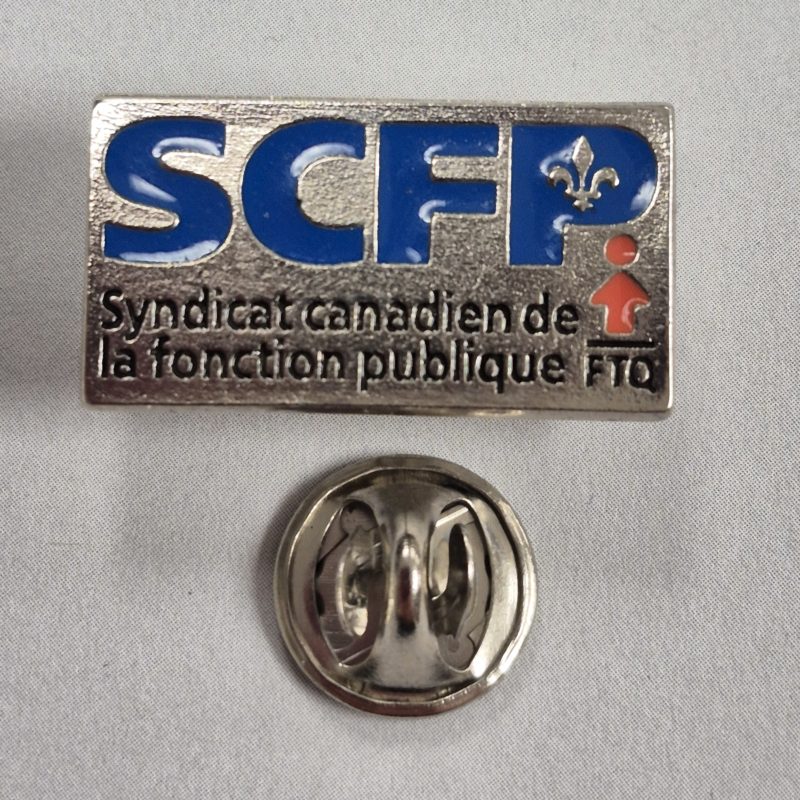 SCFP
Syndicat canadien de
la fonction publique FTQ